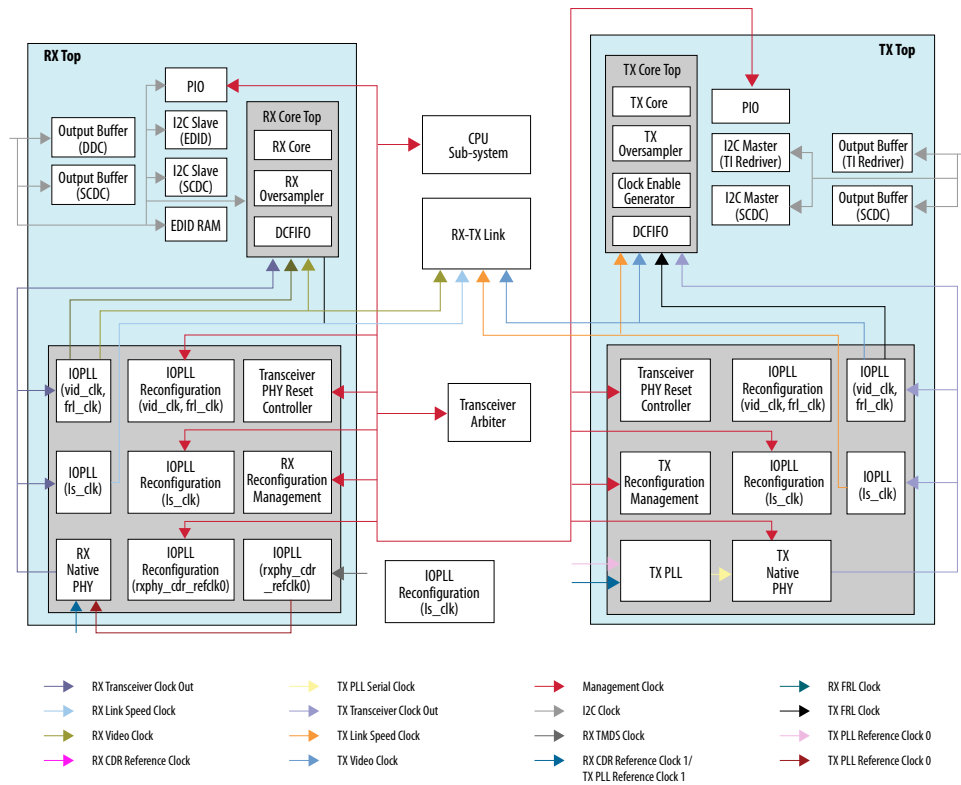 RX Top
PIO
Output Buffer
(DDC)
I2C Slave
(EDID)
Output Buffer
(SCDC)
I2C Slave
(SCDC)
EDID RAM
RX Core Top
RX Core
RX
Oversampler
DCFIFO
IOPLL
(vid_clk,
frl_clk)
IOPLL
Reconfiguration
(vid_clk, frl_clk)
Transceiver
PHY Reset
Controller
IOPLL
(ls_clk)
IOPLL
Reconfiguration
(ls_clk)
RX
Reconfiguration
Management
RX
Native
PHY
IOPLL
Reconfiguration
(rxphy_cdr_refclk0)
IOPLL
(rxphy_cdr
_refclk0)
CPU
Sub-system
RX-TX Link
Transceiver
Arbiter
IOPLL
Reconfiguration
(ls_clk)
TX Top
TX Core Top
TX Core
TX
Oversampler
Clock Enable
Generator
DCFIFO
PIO
I2C Master
(TI Redriver)
Output Buffer
(TI Redriver)
I2C Master
(SCDC)
Output Buffer
(SCDC)
Transceiver
PHY Reset
Controller
IOPLL
Reconfiguration
(vid_clk, frl_clk)
IOPLL
(vid_clk,
frl_clk)
TX
Reconfiguration
Management
IOPLL
Reconfiguration
(ls_clk)
IOPLL
(ls_clk)
TX PLL
TX
Native
PHY
RX Transceiver Clock Out
RX Link Speed Clock
RX Video Clock
RX CDR Reference Clock
TX PLL Serial Clock
TX Transceiver Clock Out
TX Link Speed Clock
TX Video Clock
Management Clock
I2C Clock
RX TMDS Clock
RX CDR Reference Clock 1/
TX PLL Reference Clock 1
RX FRL Clock
TX FRL Clock
TX PLL Reference Clock 0
TX PLL Reference Clock 0